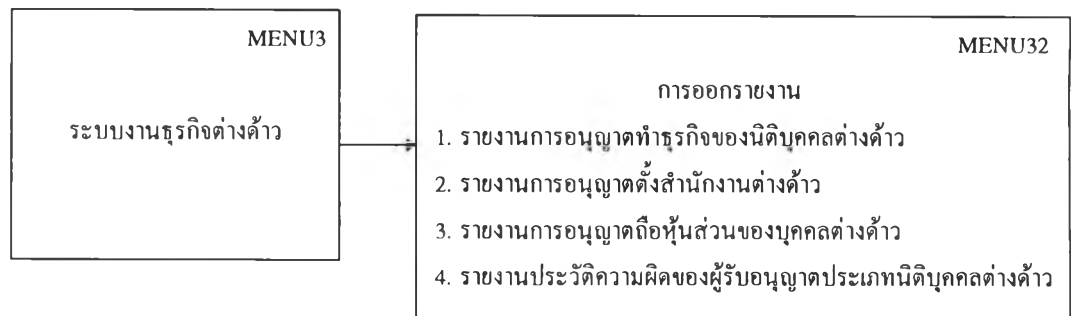 MENU3
ระบบงานธุรกิจต่างด้าว
MENU32
การออกรายงาน
1. รายงานการอนุญาตทำธุรกิจของนิติบุคคลต่างด้าว
2. รายงานการอนุญาตตั้งสำนักงานต่างด้าว
3. รายงานการอนุญาตถือหุ้นส่วนของบุคคลต่างด้าว
4. รายงานประวัติความผิดของผู้รับอนุญาตประเภทนิติบุคคลต่างด้าว